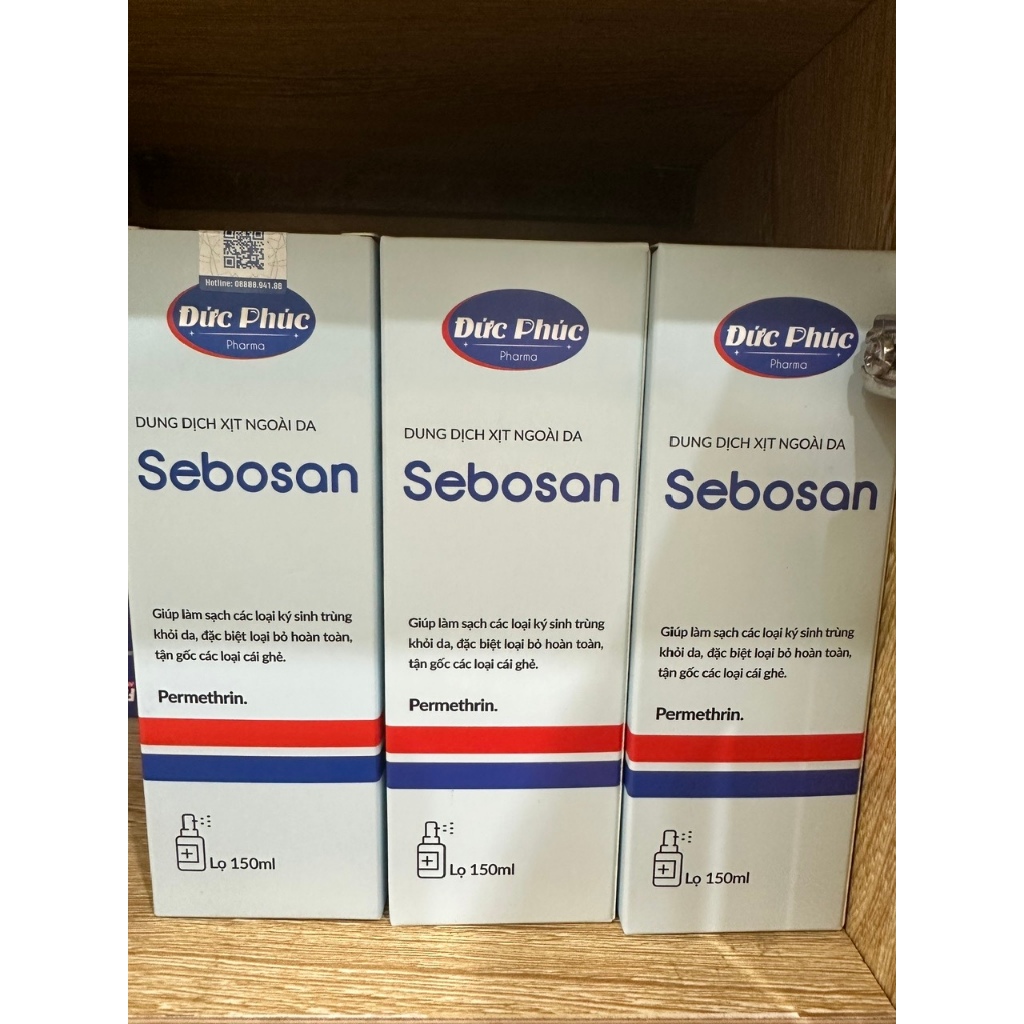 Hotline: 08888.941.88
Đức Phúc
Pharma
DUNG DỊCH XỊT NGOÀI DA
Sebosan
Giúp làm sạch các loại ký sinh trùng
khỏi da, đặc biệt loại bỏ hoàn toàn,
tận gốc các loại cái ghẻ.
Permethrin.
Lọ 150ml
Đức Phúc
Pharma
DUNG DỊCH XỊT NGOÀI DA
Sebosan
Giúp làm sạch các loại ký sinh trùng
khỏi da, đặc biệt loại bỏ hoàn toàn,
tận gốc các loại cái ghẻ.
Permethrin.
Lọ 150ml
Đức Phúc
Pharma
DUNG DỊCH XỊT NGOÀI DA
Sebosan
Giúp làm sạch các loại ký sinh trùng
khỏi da, đặc biệt loại bỏ hoàn toàn,
tận gốc các loại cái ghẻ.
Permethrin.
Lọ 150ml